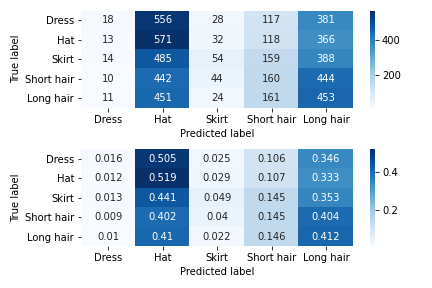 True label
Dress 18 556 28 117 381
Hat 13 571 32 118 366
Skirt 14 485 54 159 388
Short hair 10 442 44 160 444
Long hair 11 451 24 161 453
Dress Hat Skirt Short hair Long hair
Predicted label
400
200
True label
Dress 0.016 0.505 0.025 0.106 0.346
Hat 0.012 0.519 0.029 0.107 0.333
Skirt 0.013 0.441 0.049 0.145 0.353
Short hair 0.009 0.402 0.04 0.145 0.404
Long hair 0.01 0.41 0.022 0.146 0.412
Dress Hat Skirt Short hair Long hair
Predicted label
0.4
0.2